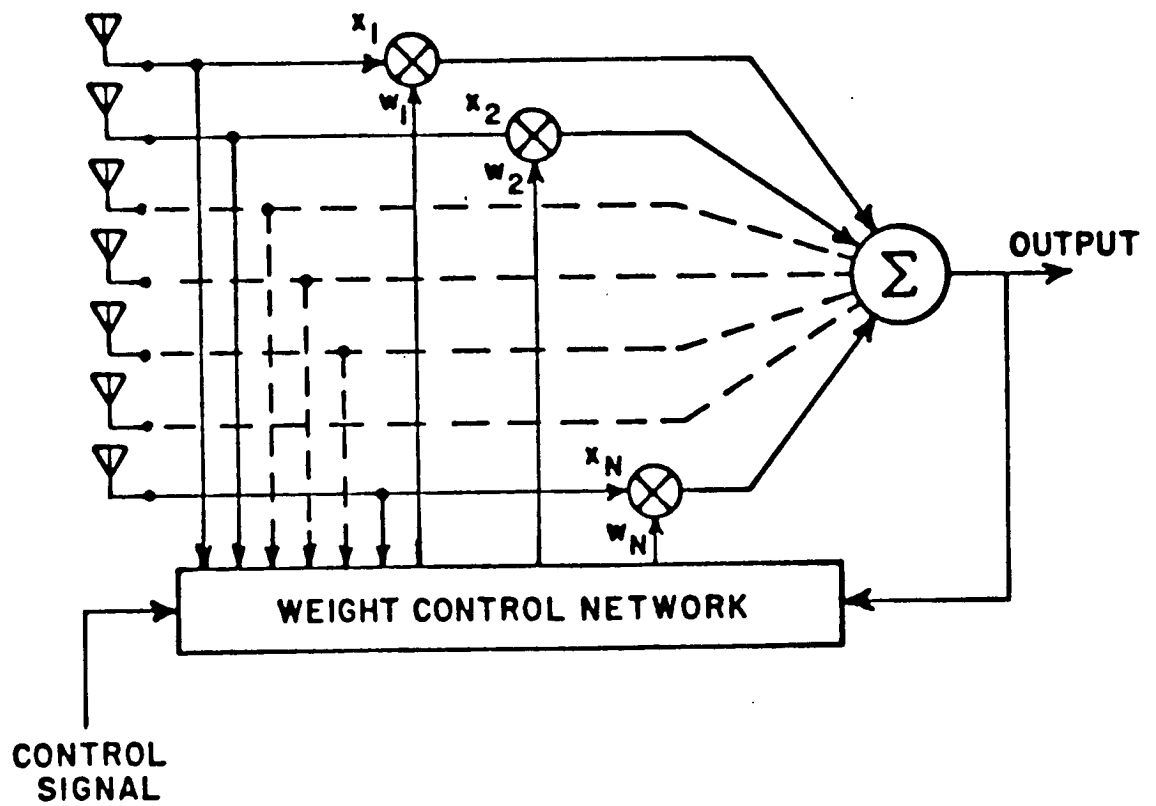 x1
w1
x2
w2
OUTPUT
Σ
xN
wN
WEIGHT CONTROL NETWORK
CONTROL
SIGNAL